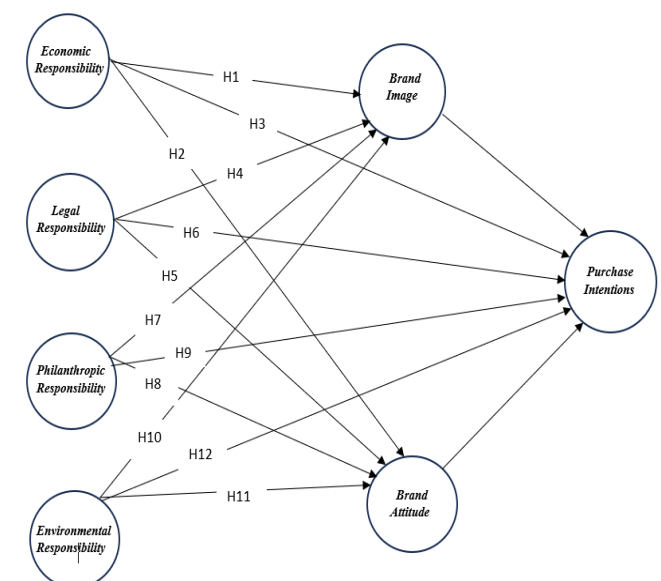 Economic
Responsibility
Brand
Image
H1
H3
H2
H4
Legal
Responsibility
H6
H5
Purchase
Intentions
H7
H9
Philanthropic
Responsibility
H8
H10
H12
H11
Brand
Attitude
Environmental
Responsibility